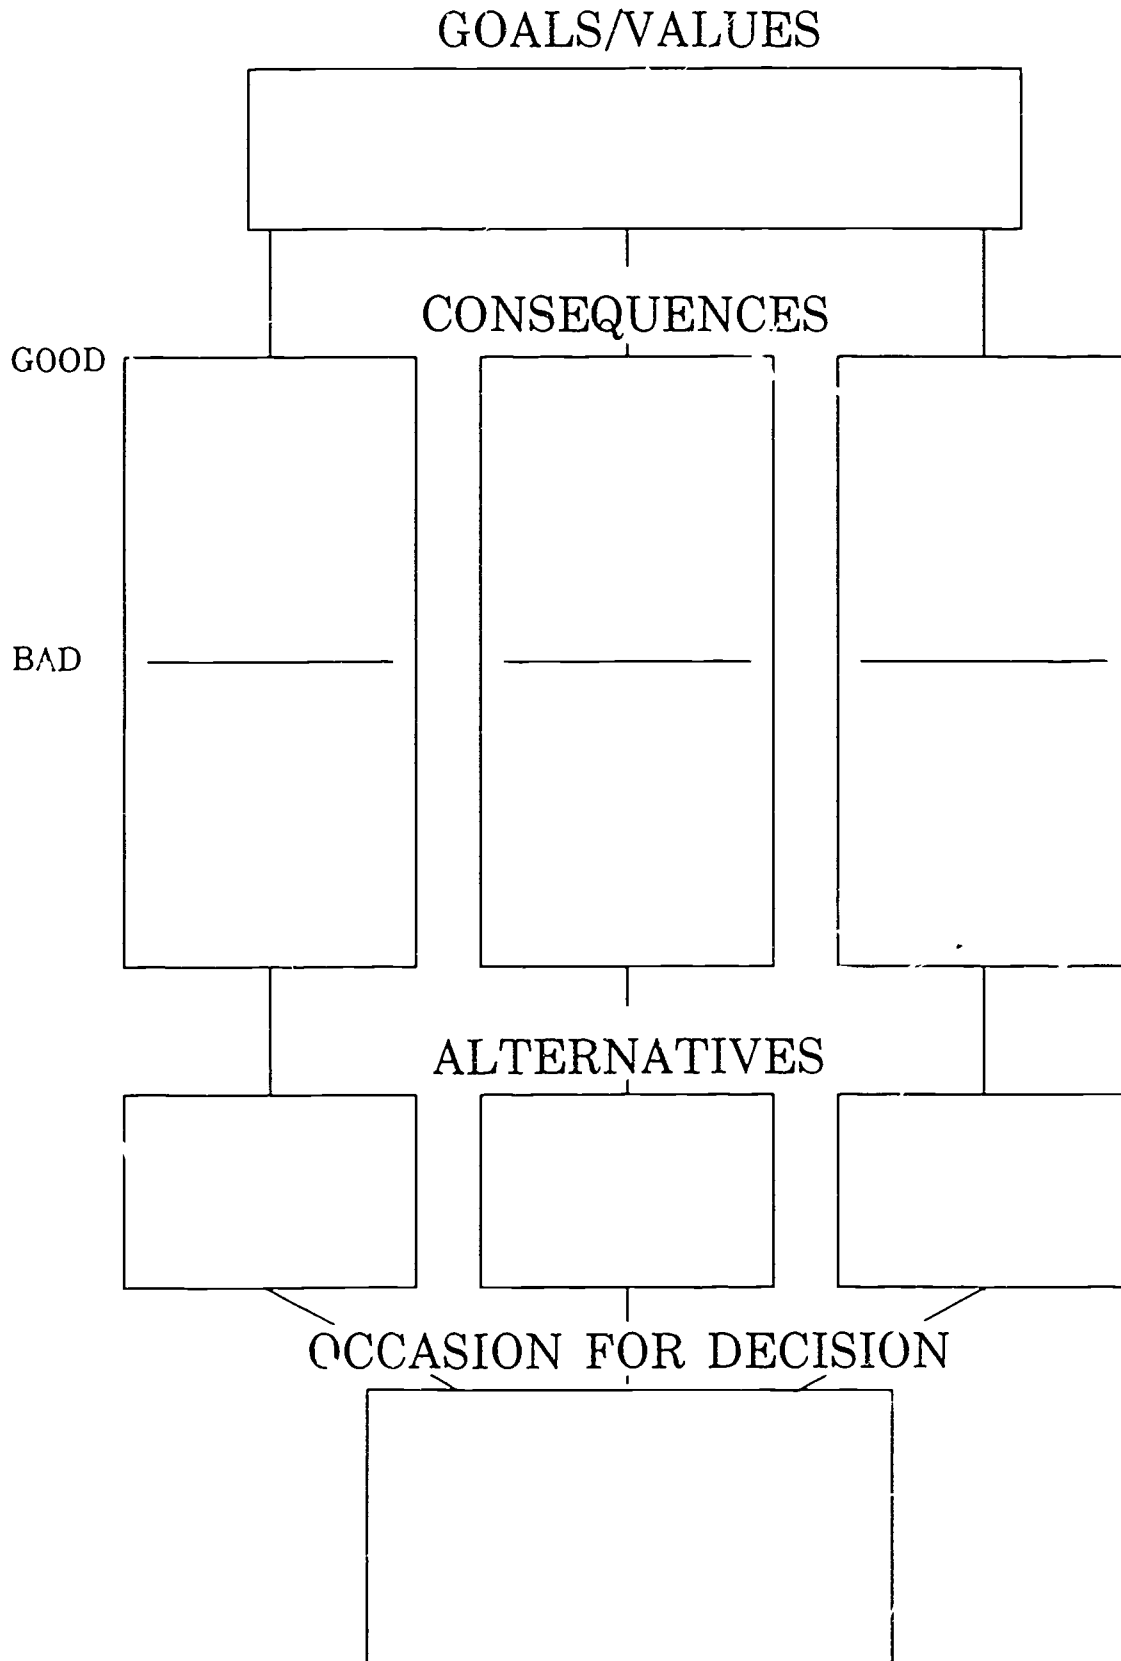 GOALS/VALUES
CONSEQUENCES
GOOD
BAD
ALTERNATIVES
OCCASION FOR DECISION